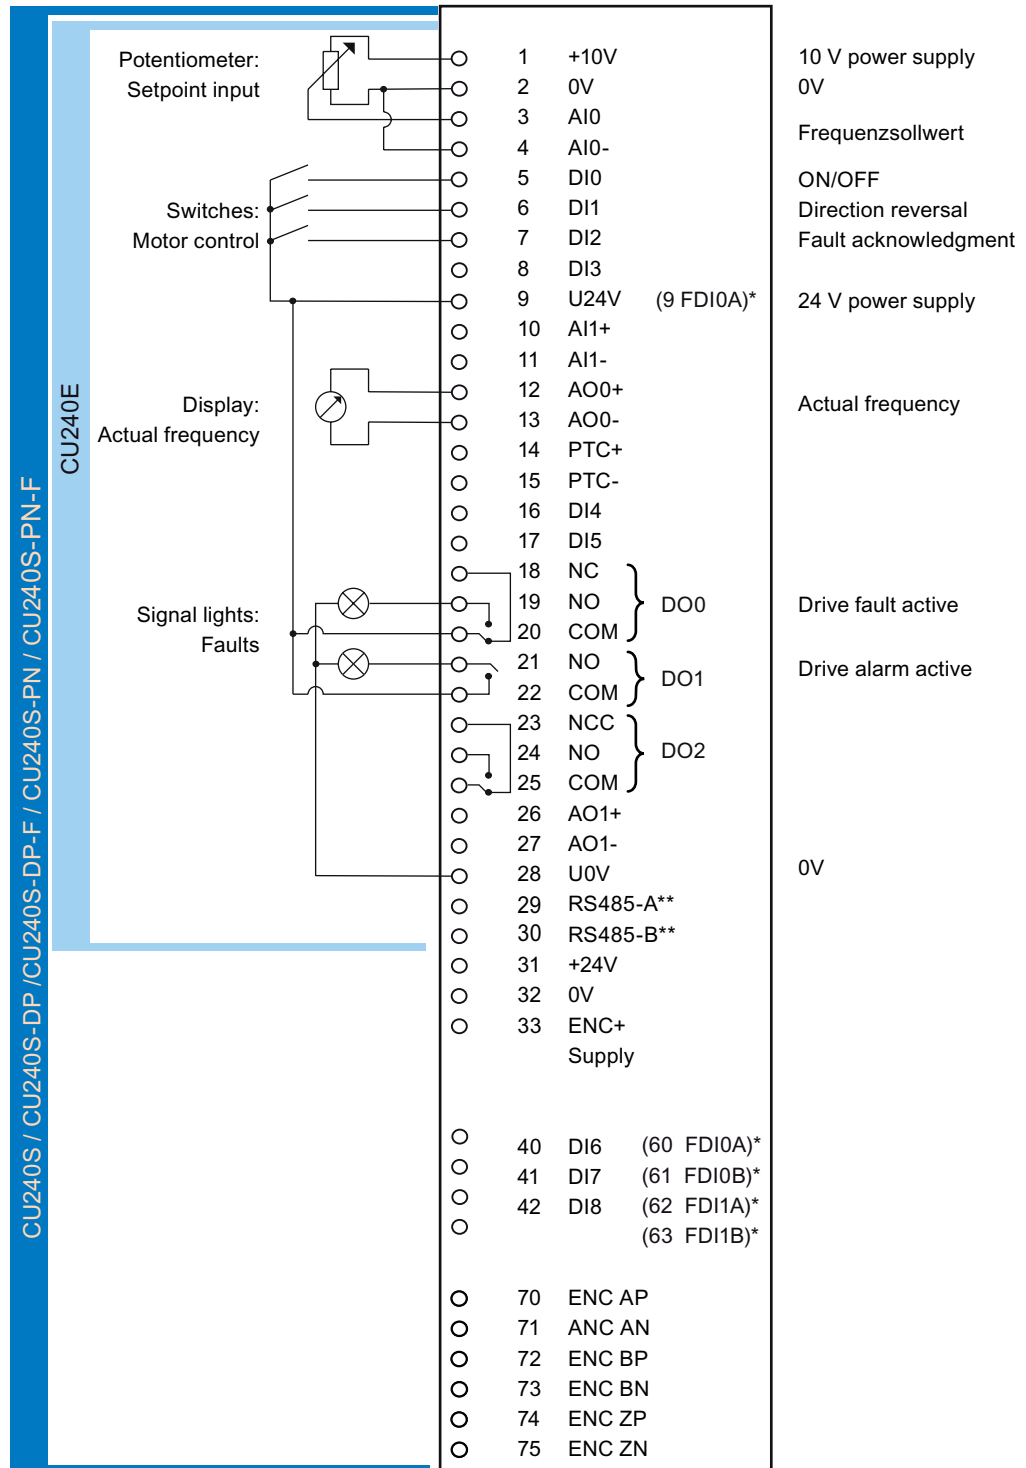 Potentiometer:
Setpoint input
1 +10V 10 V power supply
2 0V 0V
3 AI0
Frequenzsollwert
4 AI0-
5 DI0 ON/OFF
Switches:
Motor control
6 DI1 Direction reversal
7 DI2 Fault acknowledgment
8 DI3
9 U24V (9 FDI0A)* 24 V power supply
10 AI1+
11 AI1-
Display:
Actual frequency
12 AO0+
Actual frequency
13 AO0-
14 PTC+
15 PTC-
16 DI4
17 DI5
Signal lights:
Faults
18 NC
19 NO DO0 Drive fault active
20 COM
21 NO Drive alarm active
DO1
22 COM
23 NCC
24 NO DO2
25 COM
26 AO1+
27 AO1-
28 U0V 0V
29 RS485-A**
30 RS485-B**
31 +24V
32 0V
33 ENC+
Supply
40 DI6 (60 FDI0A)*
41 DI7 (61 FDI0B)*
42 DI8 (62 FDI1A)*
(63 FDI1B)*
70 ENC AP
71 ANC AN
72 ENC BP
73 ENC BN
74 ENC ZP
75 ENC ZN
CU240E
CU240S / CU240S-DP /CU240S-DP-F / CU240S-PN / CU240S-PN-F